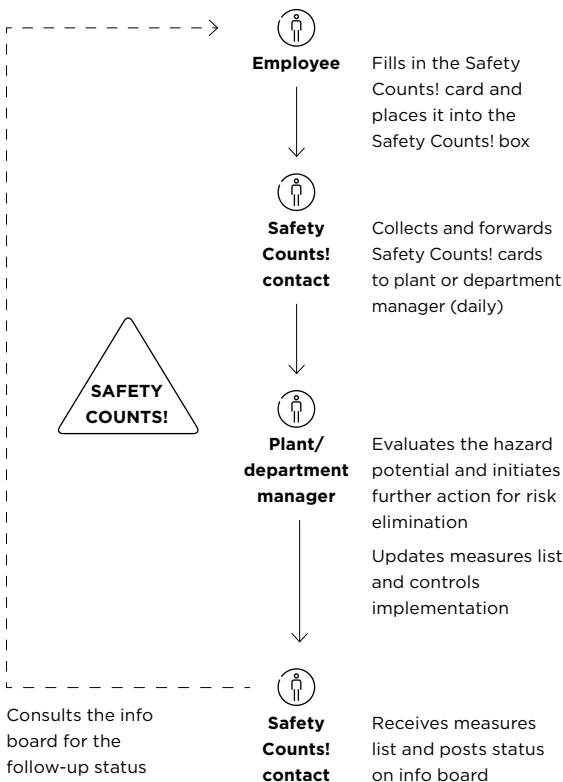 Employee
Fills in the Safety
Counts! card and
places it into the
Safety Counts! box
Safety
Counts!
contact
Collects and forwards
Safety Counts! cards
to plant or department
manager (daily)
SAFETY
COUNTS!
Plant/
department
manager
Evaluates the hazard
potential and initiates
further action for risk
elimination
Updates measures list
and controls
implementation
Consults the info
board for the
follow-up status
Safety
Counts!
contact
Receives measures
list and posts status
on info board